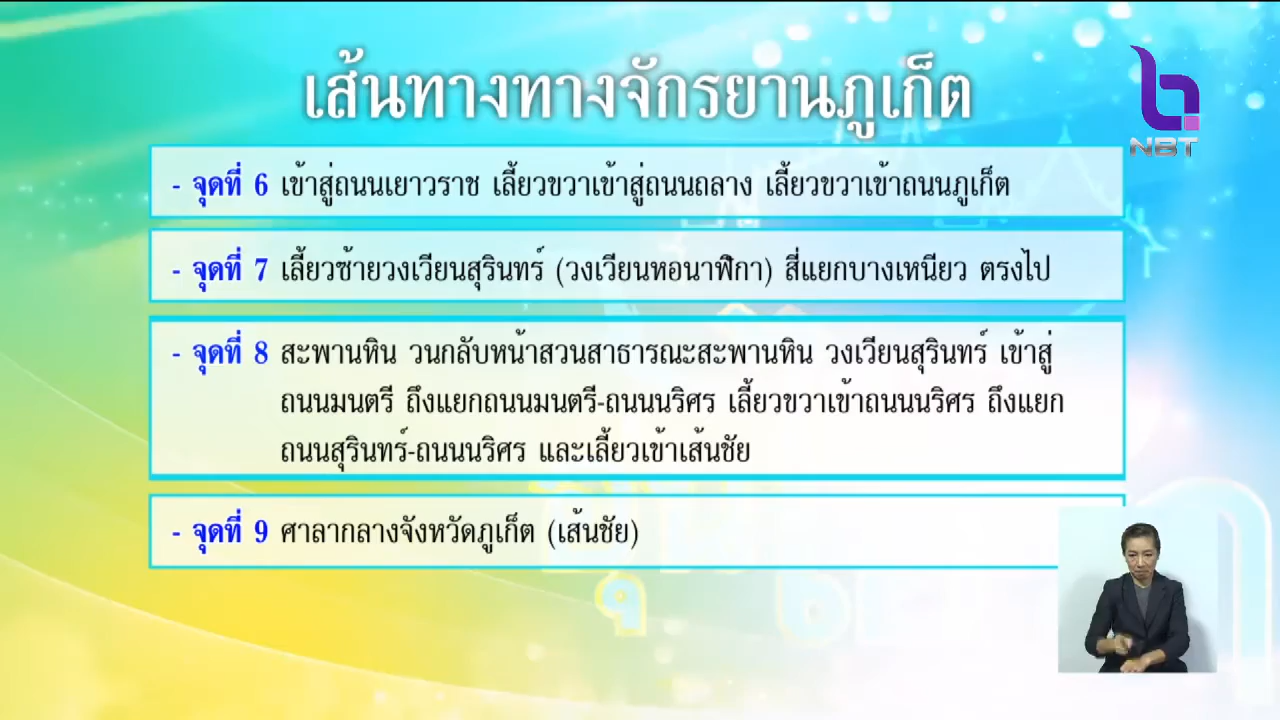 เส้นทางทางจักรยานภูเก็ต
NBT
- จุดที่ 6 เข้าสู่ถนนเยาวราช เลี้ยวขวาเข้าสู่ถนนถลาง เลี้ยวขวาเข้าถนนภูเก็ต
- จุดที่ 7 เลี้ยวซ้ายวงเวียนสุรินทร์ (วงเวียนหอนาฬิกา) สี่แยกบางเหนียว ตรงไป
- จุดที่ 8 สะพานหิน วนกลับหน้าสวนสาธารณะสะพานหิน วงเวียนสุรินทร์ เข้าสู่
ถนนมนตรี ถึงแยกถนนมนตรี-ถนนนริศร เลี้ยวขวาเข้าถนนนริศร ถึงแยก
ถนนสุรินทร์-ถนนนริศร และเลี้ยวเข้าเส้นชัย
- จุดที่ 9 ศาลากลางจังหวัดภูเก็ต (เส้นชัย)